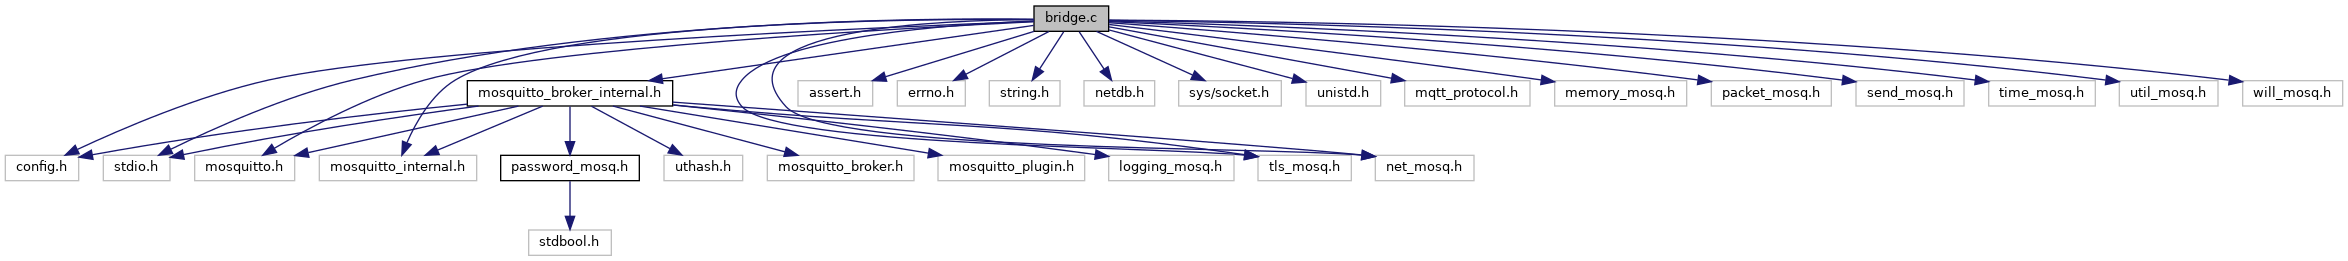 bridge.c
mosquitto_broker_internal.h
assert.h
errno.h
string.h
netdb.h
sys/socket.h
unistd.h
mqtt_protocol.h
memory_mosq.h
packet_mosq.h
send_mosq.h
time_mosq.h
util_mosq.h
will_mosq.h
config.h
stdio.h
mosquitto.h
mosquitto_internal.h
password_mosq.h
uthash.h
mosquitto_broker.h
mosquitto_plugin.h
logging_mosq.h
tls_mosq.h
net_mosq.h
stdbool.h